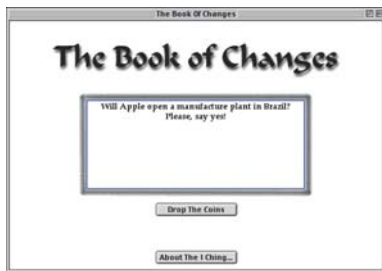 The Book Of Changes
The Book of Changes
Will Apple open a manufacture plant in Brazil?
Please, say yes!
Drop The Coins
About The I Ching...